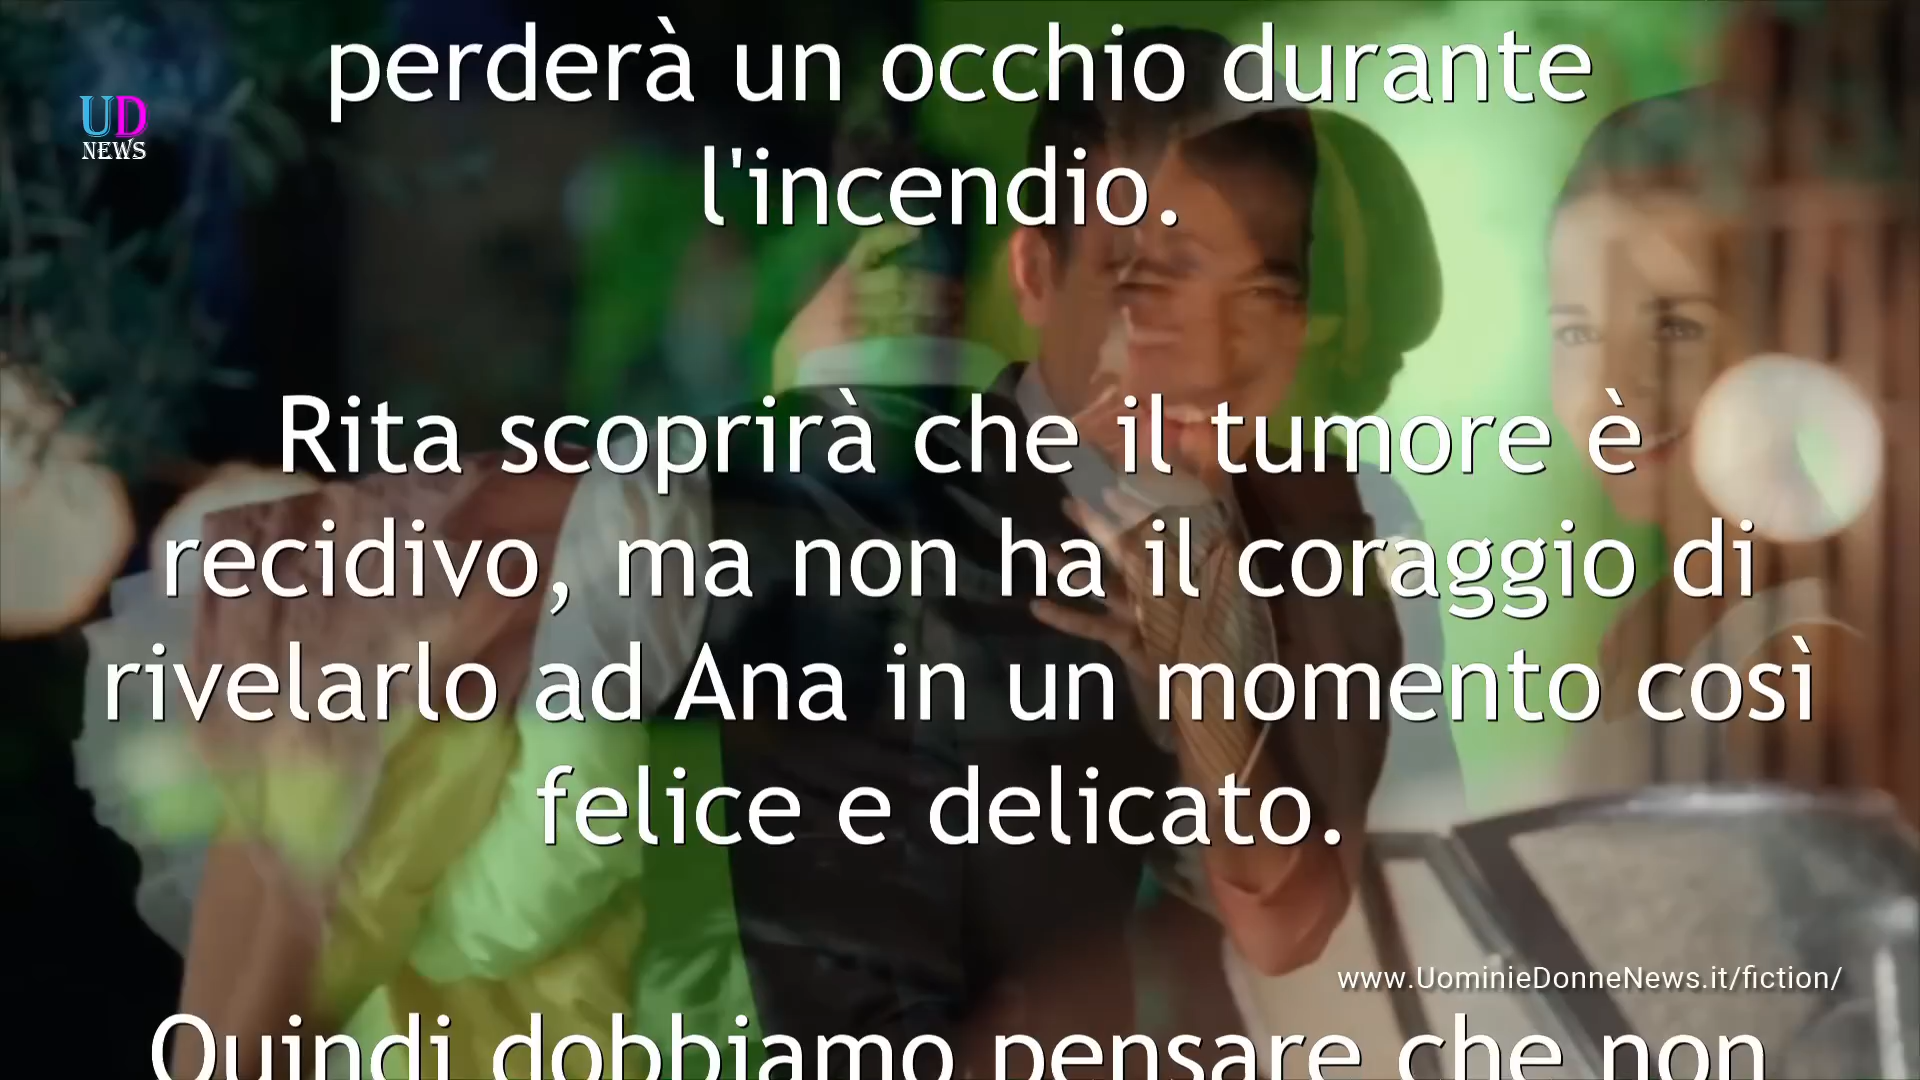 perderà un occhio durante
UD
NEWS
l'incendio.
Rita scoprirà che il tumore è
recidivo, ma non ha il coraggio di
rivelarlo ad Ana in un momento così
felice e delicato.
www.UominieDonneNews.it/fiction/
Quindi dobbiamo pensare che non